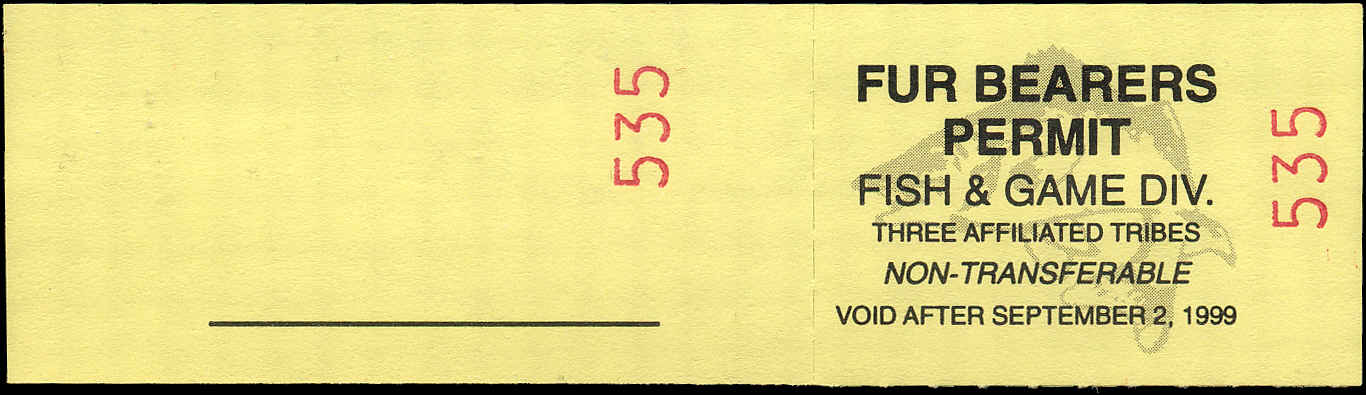 535
FUR BEARERS
PERMIT
FISH & GAME DIV.
THREE AFFILIATED TRIBES
NON-TRANSFERABLE
VOID AFTER SEPTEMBER 2, 1999
535